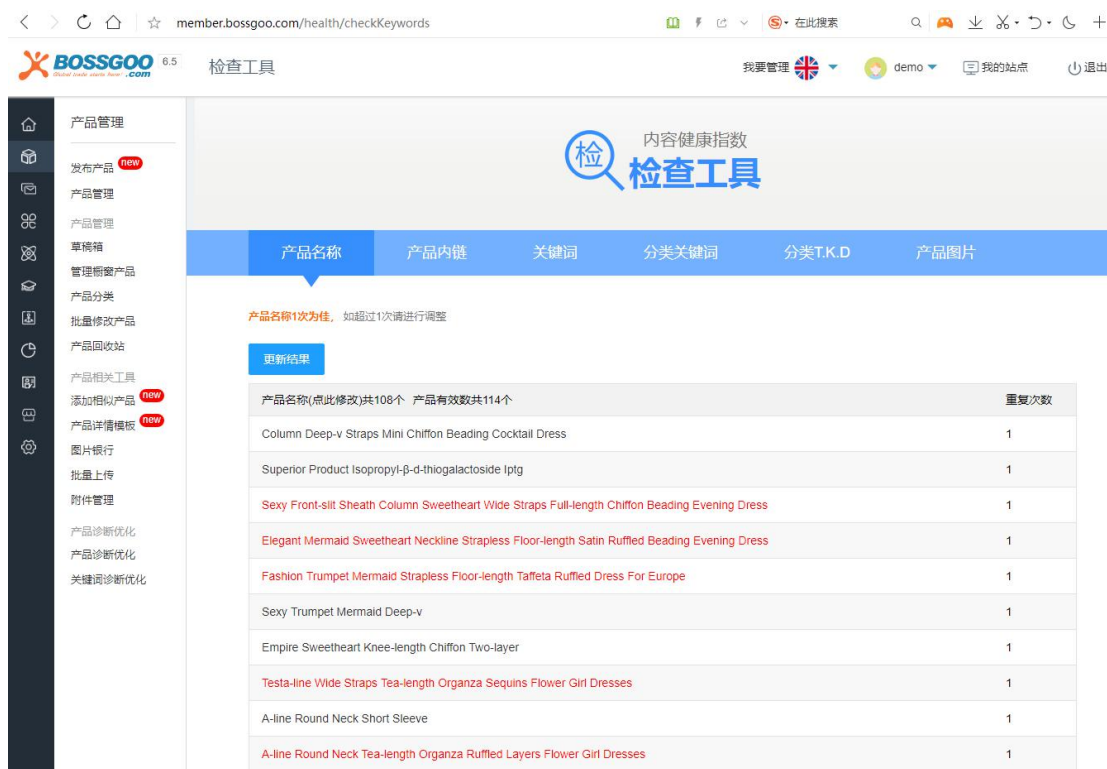 member.bossgoo.com/health/checkKeywords
在此搜索
BOSSGOO 6.5
Global trade starts here! .com
检查工具
我要管理
demo
我的站点
退出
产品管理
发布产品 new
产品管理
产品管理
草稿箱
管理橱窗产品
产品分类
批量修改产品
产品回收站
产品相关工具
添加相似产品 new
产品详情模板 new
图片银行
批量上传
附件管理
产品诊断优化
产品诊断优化
关键词诊断优化
检
内容健康指数
检查工具
产品名称 产品内链 关键词 分类关键词 分类T.K.D 产品图片
产品名称1次为佳, 如超过1次请进行调整
更新结果
产品名称(点此修改)共108个 产品有效数共114个 重复次数
Column Deep-v Straps Mini Chiffon Beading Cocktail Dress 1
Superior Product Isopropyl-β-d-thiogalactoside Iptg 1
Sexy Front-slit Sheath Column Sweetheart Wide Straps Full-length Chiffon Beading Evening Dress 1
Elegant Mermaid Sweetheart Neckline Strapless Floor-length Satin Ruffled Beading Evening Dress 1
Fashion Trumpet Mermaid Strapless Floor-length Taffeta Ruffled Dress For Europe 1
Sexy Trumpet Mermaid Deep-v 1
Empire Sweetheart Knee-length Chiffon Two-layer 1
Testa-line Wide Straps Tea-length Organza Sequins Flower Girl Dresses 1
A-line Round Neck Short Sleeve 1
A-line Round Neck Tea-length Organza Ruffled Layers Flower Girl Dresses 1